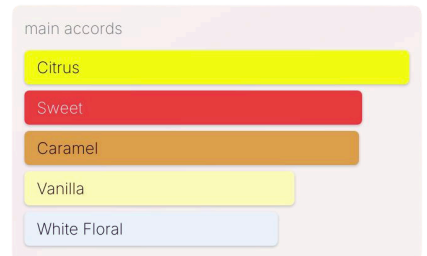 main accords
Citrus
Sweet
Caramel
Vanilla
White Floral